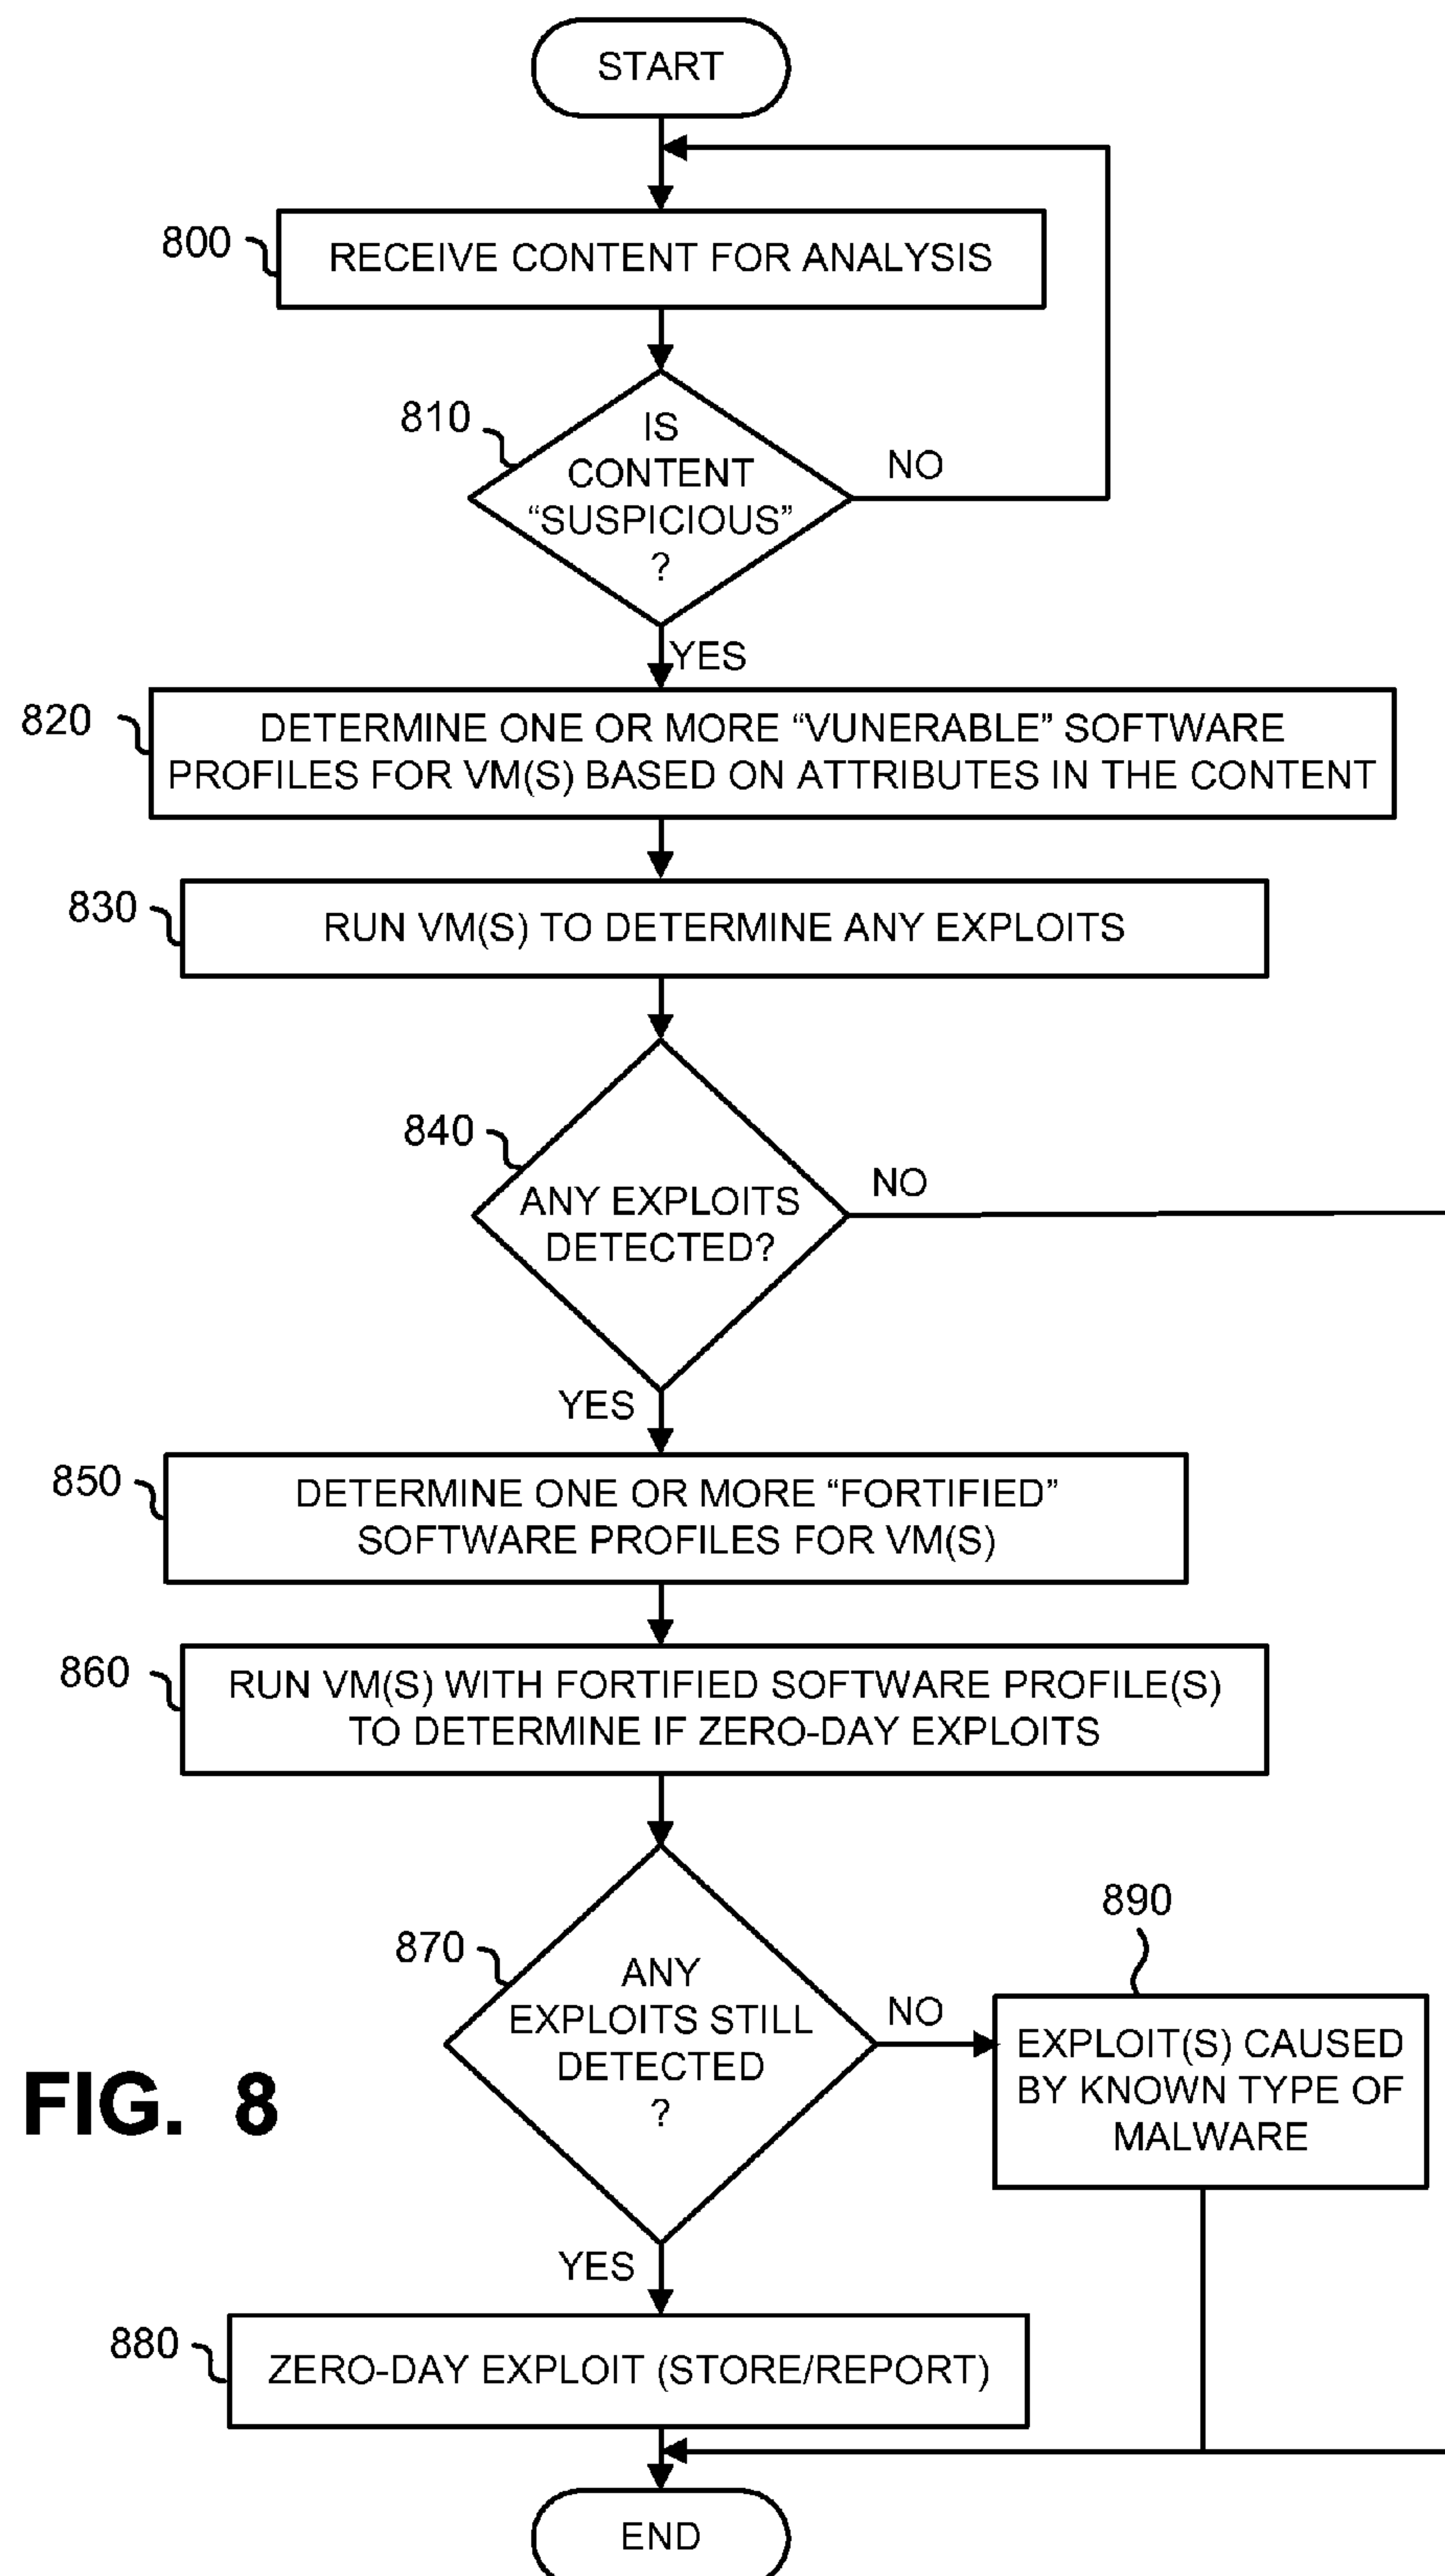 START
800
RECEIVE CONTENT FOR ANALYSIS
810
IS
CONTENT
“SUSPICIOUS”
?
NO
YES
820
DETERMINE ONE OR MORE “VUNERABLE” SOFTWARE
PROFILES FOR VM(S) BASED ON ATTRIBUTES IN THE CONTENT
830
RUN VM(S) TO DETERMINE ANY EXPLOITS
840
ANY EXPLOITS
DETECTED?
NO
YES
850
DETERMINE ONE OR MORE “FORTIFIED”
SOFTWARE PROFILES FOR VM(S)
860
RUN VM(S) WITH FORTIFIED SOFTWARE PROFILE(S)
TO DETERMINE IF ZERO-DAY EXPLOITS
870
ANY
EXPLOITS STILL
DETECTED
?
NO
890
EXPLOIT(S) CAUSED
BY KNOWN TYPE OF
MALWARE
FIG. 8
YES
880
ZERO-DAY EXPLOIT (STORE/REPORT)
END